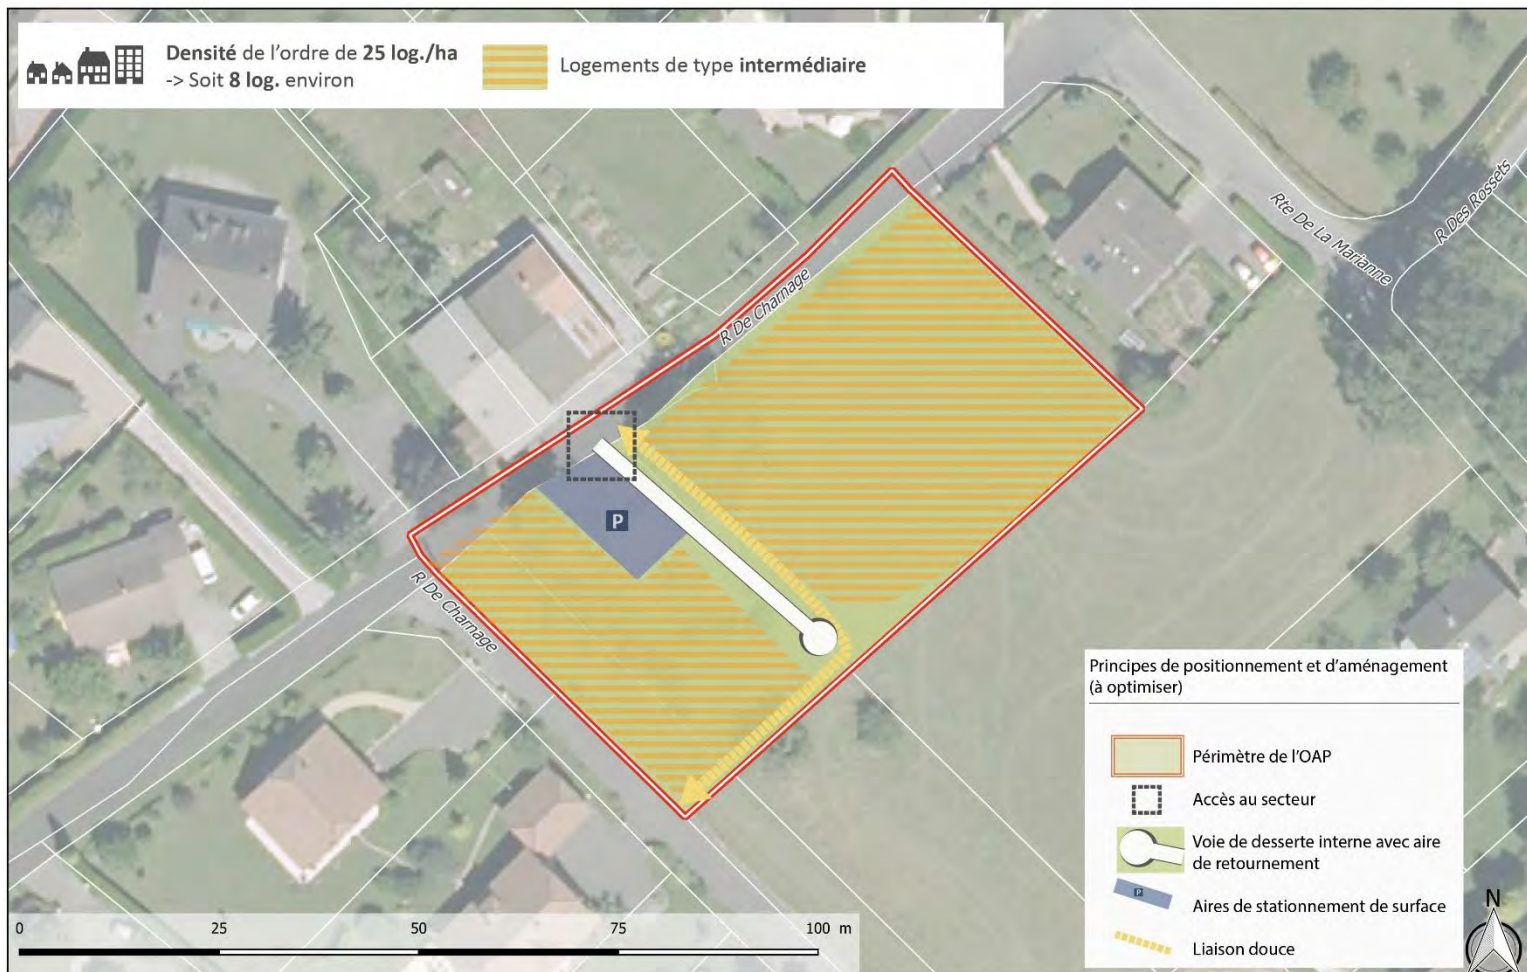 Densité de l'ordre de 25 log./ha
-> Soit 8 log. environ
Logements de type intermédiaire
Rte De La Marianne
R Des Rossets
R De Charnage
P
R De Charnage
Principes de positionnement et d'aménagement
(à optimiser)
Périmètre de l'OAP
Accès au secteur
Voie de desserte interne avec aire
de retournement
P
Aires de stationnement de surface
Liaison douce
N
0 25 50 75 100 m